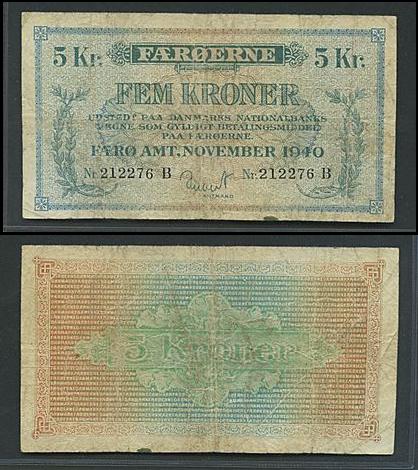 5 Kr. FÆRØERNE 5 Kr.
FEM KRONER
UDSTEDT PAA DANMARKS NATIONALBANKS
VEGNE SOM GYLDIGT BETALINGSMIDDEL
PAA FÆRØERNE.
FÆRØ AMT, NOVEMBER 1940
Nr. 212276 B Nr. 212276 B
AMTMAND
5 Kroner